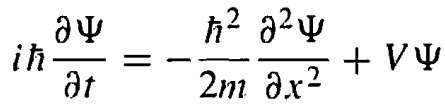 iħ ∂Ψ/∂t = −ħ²/2m ∂²Ψ/∂x² + VΨ